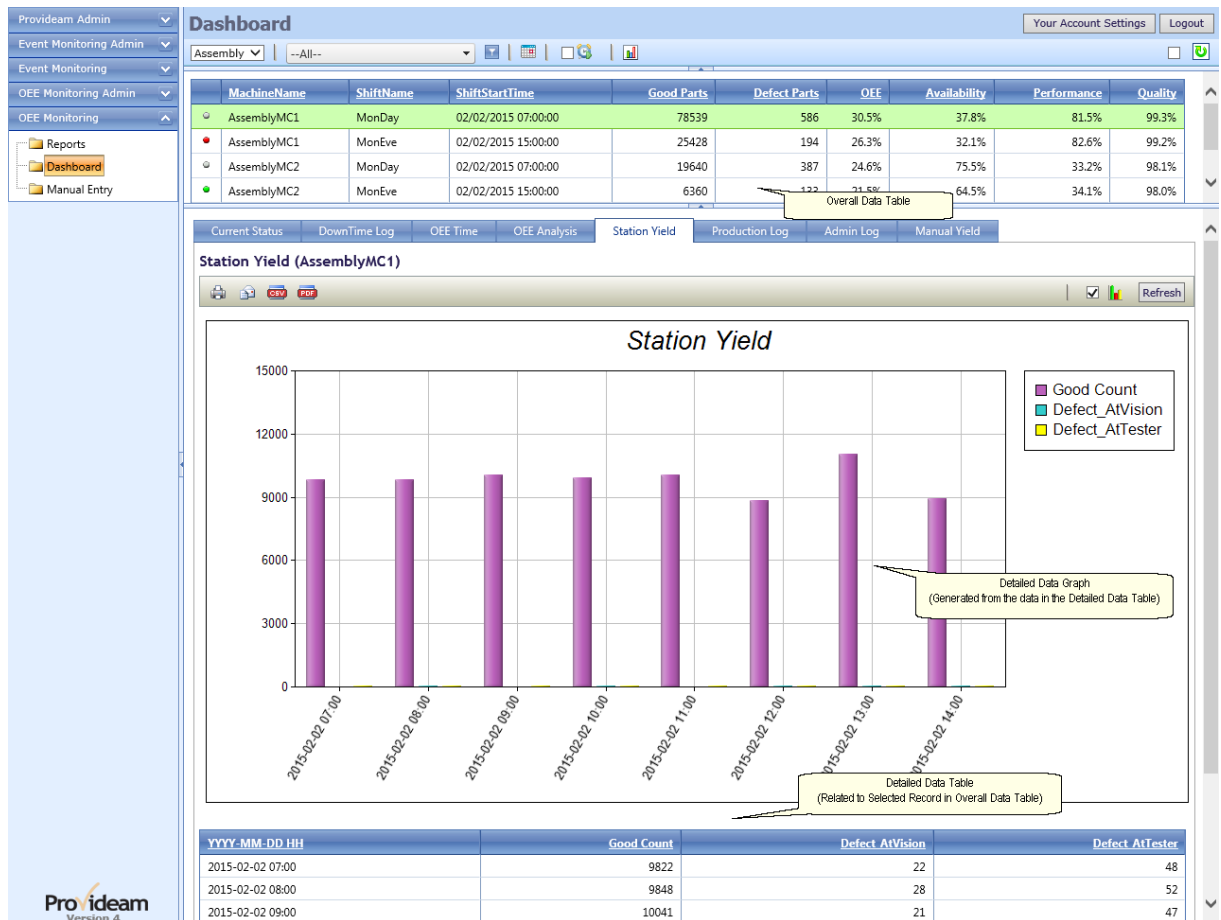 Provideam Admin
Event Monitoring Admin
Event Monitoring
OEE Monitoring Admin
OEE Monitoring
Reports
Dashboard
Manual Entry
Provideam
Version 4
Dashboard
Your Account Settings Logout
Assembly --All--
MachineName ShiftName ShiftStartTime Good Parts Defect Parts OEE Availability Performance Quality
AssemblyMC1 MonDay 02/02/2015 07:00:00 78539 586 30.5% 37.8% 81.5% 99.3%
AssemblyMC1 MonEve 02/02/2015 15:00:00 25428 194 26.3% 32.1% 82.6% 99.2%
AssemblyMC2 MonDay 02/02/2015 07:00:00 19640 387 24.6% 75.5% 33.2% 98.1%
AssemblyMC2 MonEve 02/02/2015 15:00:00 6360 133 21.5% 64.5% 34.1% 98.0%
Overall Data Table
Current Status DownTime Log OEE Time OEE Analysis Station Yield Production Log Admin Log Manual Yield
Station Yield (AssemblyMC1)
CSV PDF Refresh
Station Yield
15000
12000
9000
6000
3000
0
Good Count
Defect_AtVision
Defect_AtTester
Detailed Data Graph
(Generated from the data in the Detailed Data Table)
2015-02-02 07:00
2015-02-02 08:00
2015-02-02 09:00
2015-02-02 10:00
2015-02-02 11:00
2015-02-02 12:00
2015-02-02 13:00
2015-02-02 14:00
Detailed Data Table
(Related to Selected Record in Overall Data Table)
YYYY-MM-DD HH Good Count Defect AtVision Defect AtTester
2015-02-02 07:00 9822 22 48
2015-02-02 08:00 9848 28 52
2015-02-02 09:00 10041 21 47